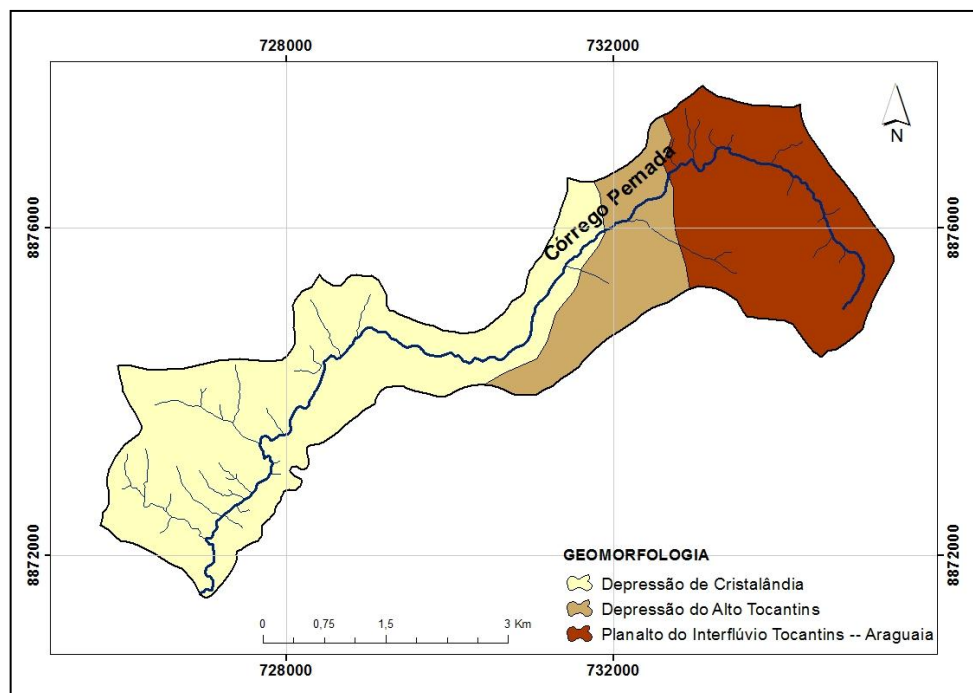 728000
732000
N
Córrego Pernada
8876000
8876000
8872000
8872000
GEOMORFOLOGIA
Depressão de Cristalândia
Depressão do Alto Tocantins
Planalto do Interflúvio Tocantins -- Araguaia
0 0,75 1,5 3 Km
728000
732000